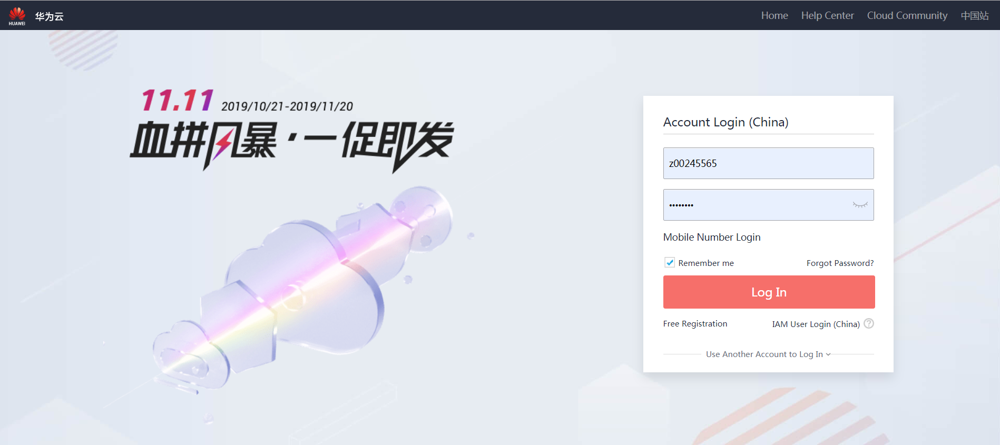 HUAWEI 华为云 Home Help Center Cloud Community 中国站
11.11 2019/10/21-2019/11/20
血拼风暴·一促即发
Account Login (China)
z00245565
••••••••
Mobile Number Login
Remember me Forgot Password?
Log In
Free Registration IAM User Login (China) ?
Use Another Account to Log In